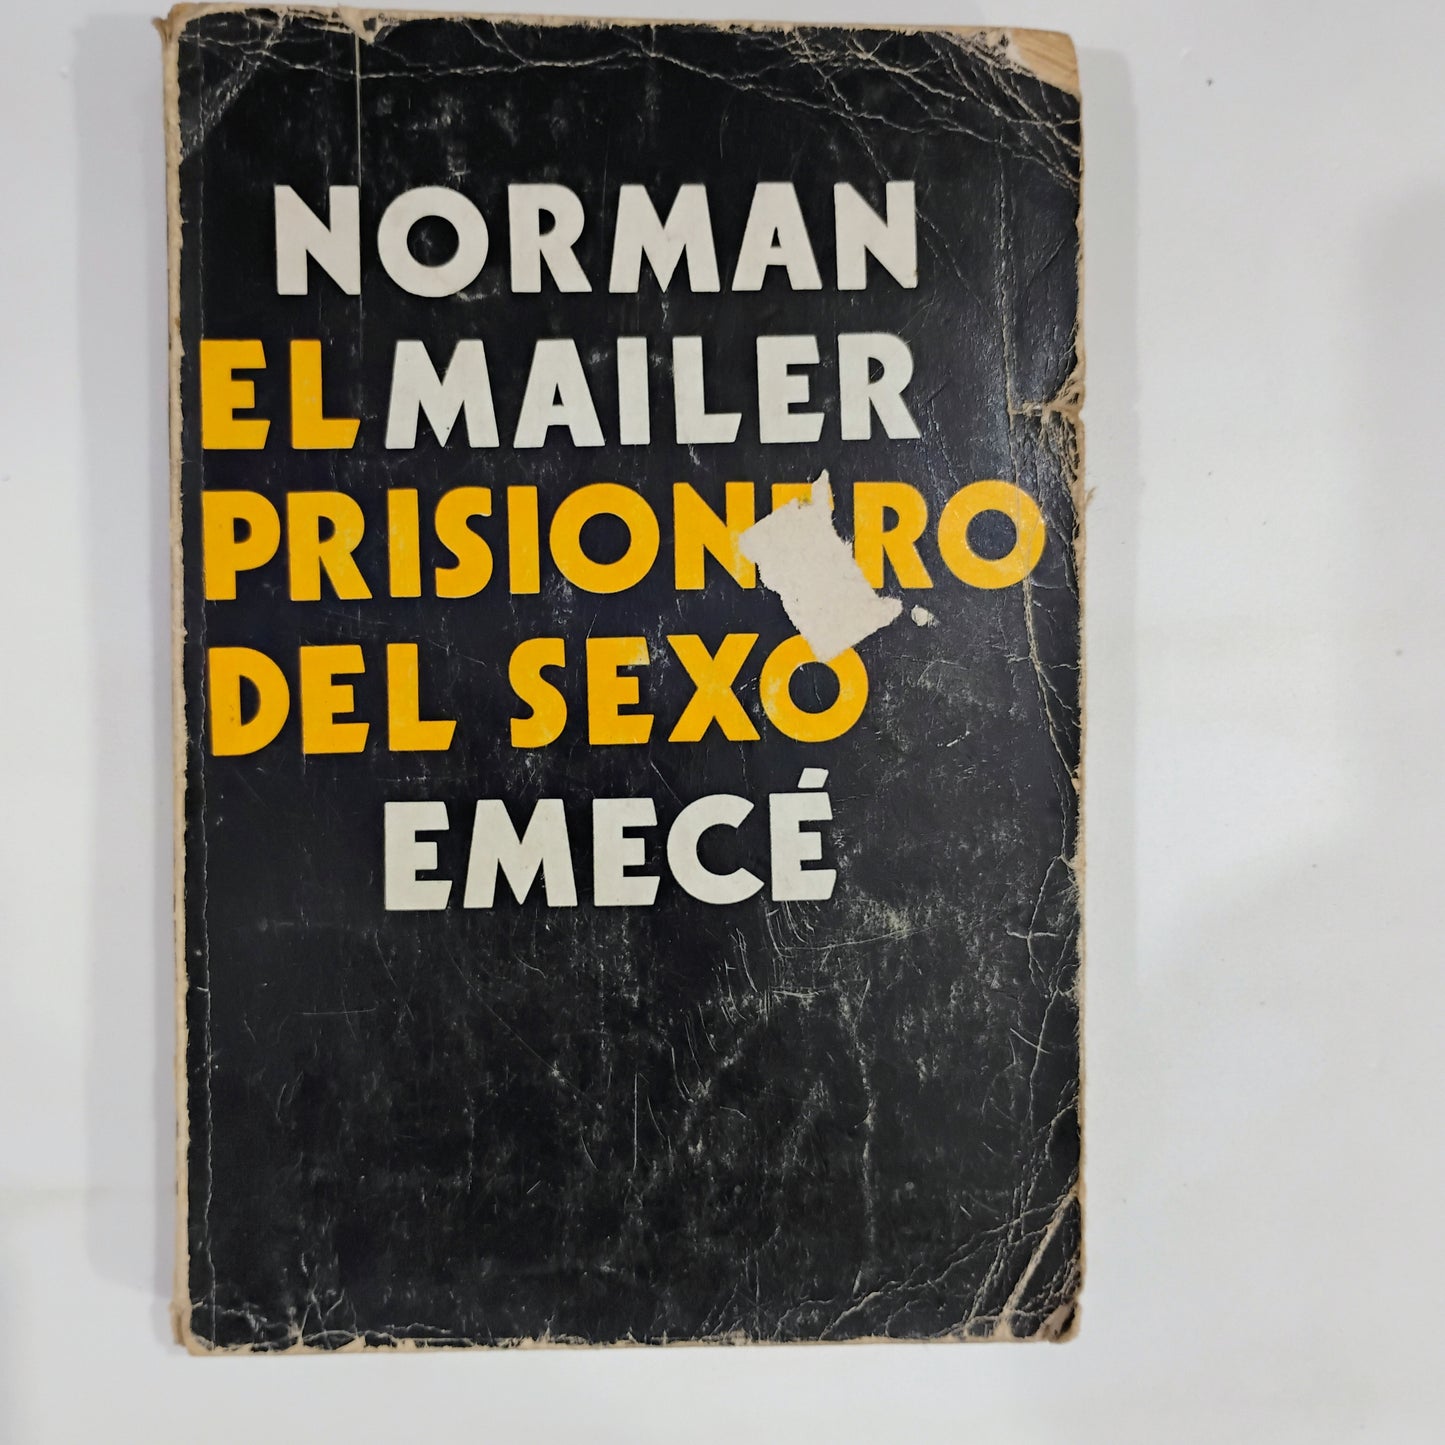 NORMAN
EL MAILER
PRISIONERO
DEL SEXO
EMECÉ